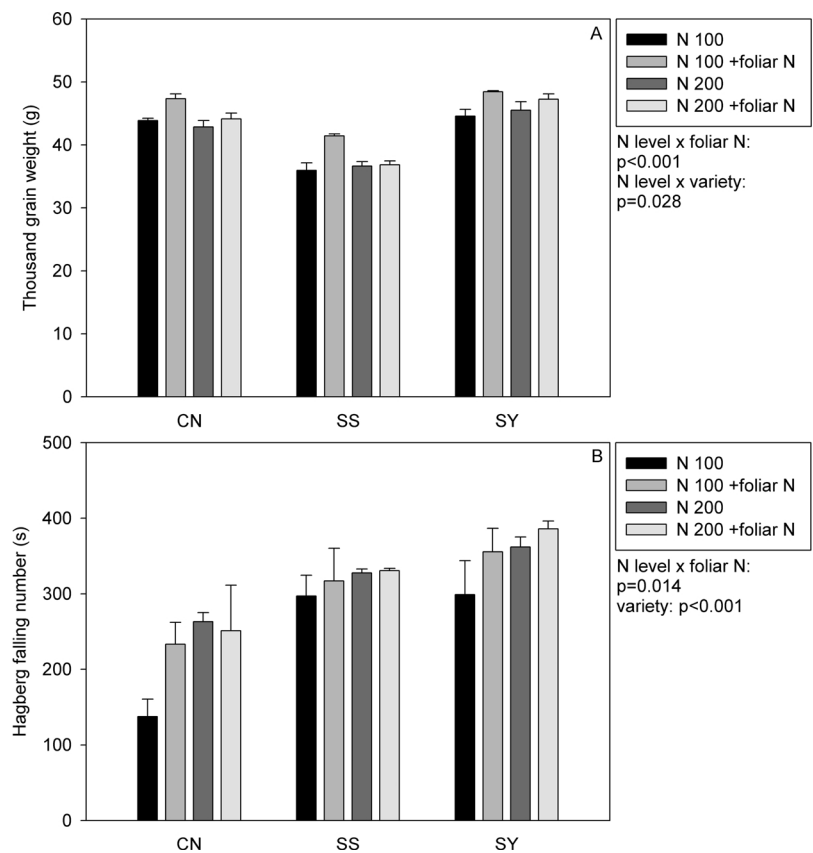 60
50
40
30
20
10
0
Thousand grain weight (g)
A
CN
SS
SY
N 100
N 100 +foliar N
N 200
N 200 +foliar N
N level x foliar N:
p<0.001
N level x variety:
p=0.028
500
400
300
200
100
0
Hagberg falling number (s)
B
CN
SS
SY
N 100
N 100 +foliar N
N 200
N 200 +foliar N
N level x foliar N:
p=0.014
variety: p<0.001